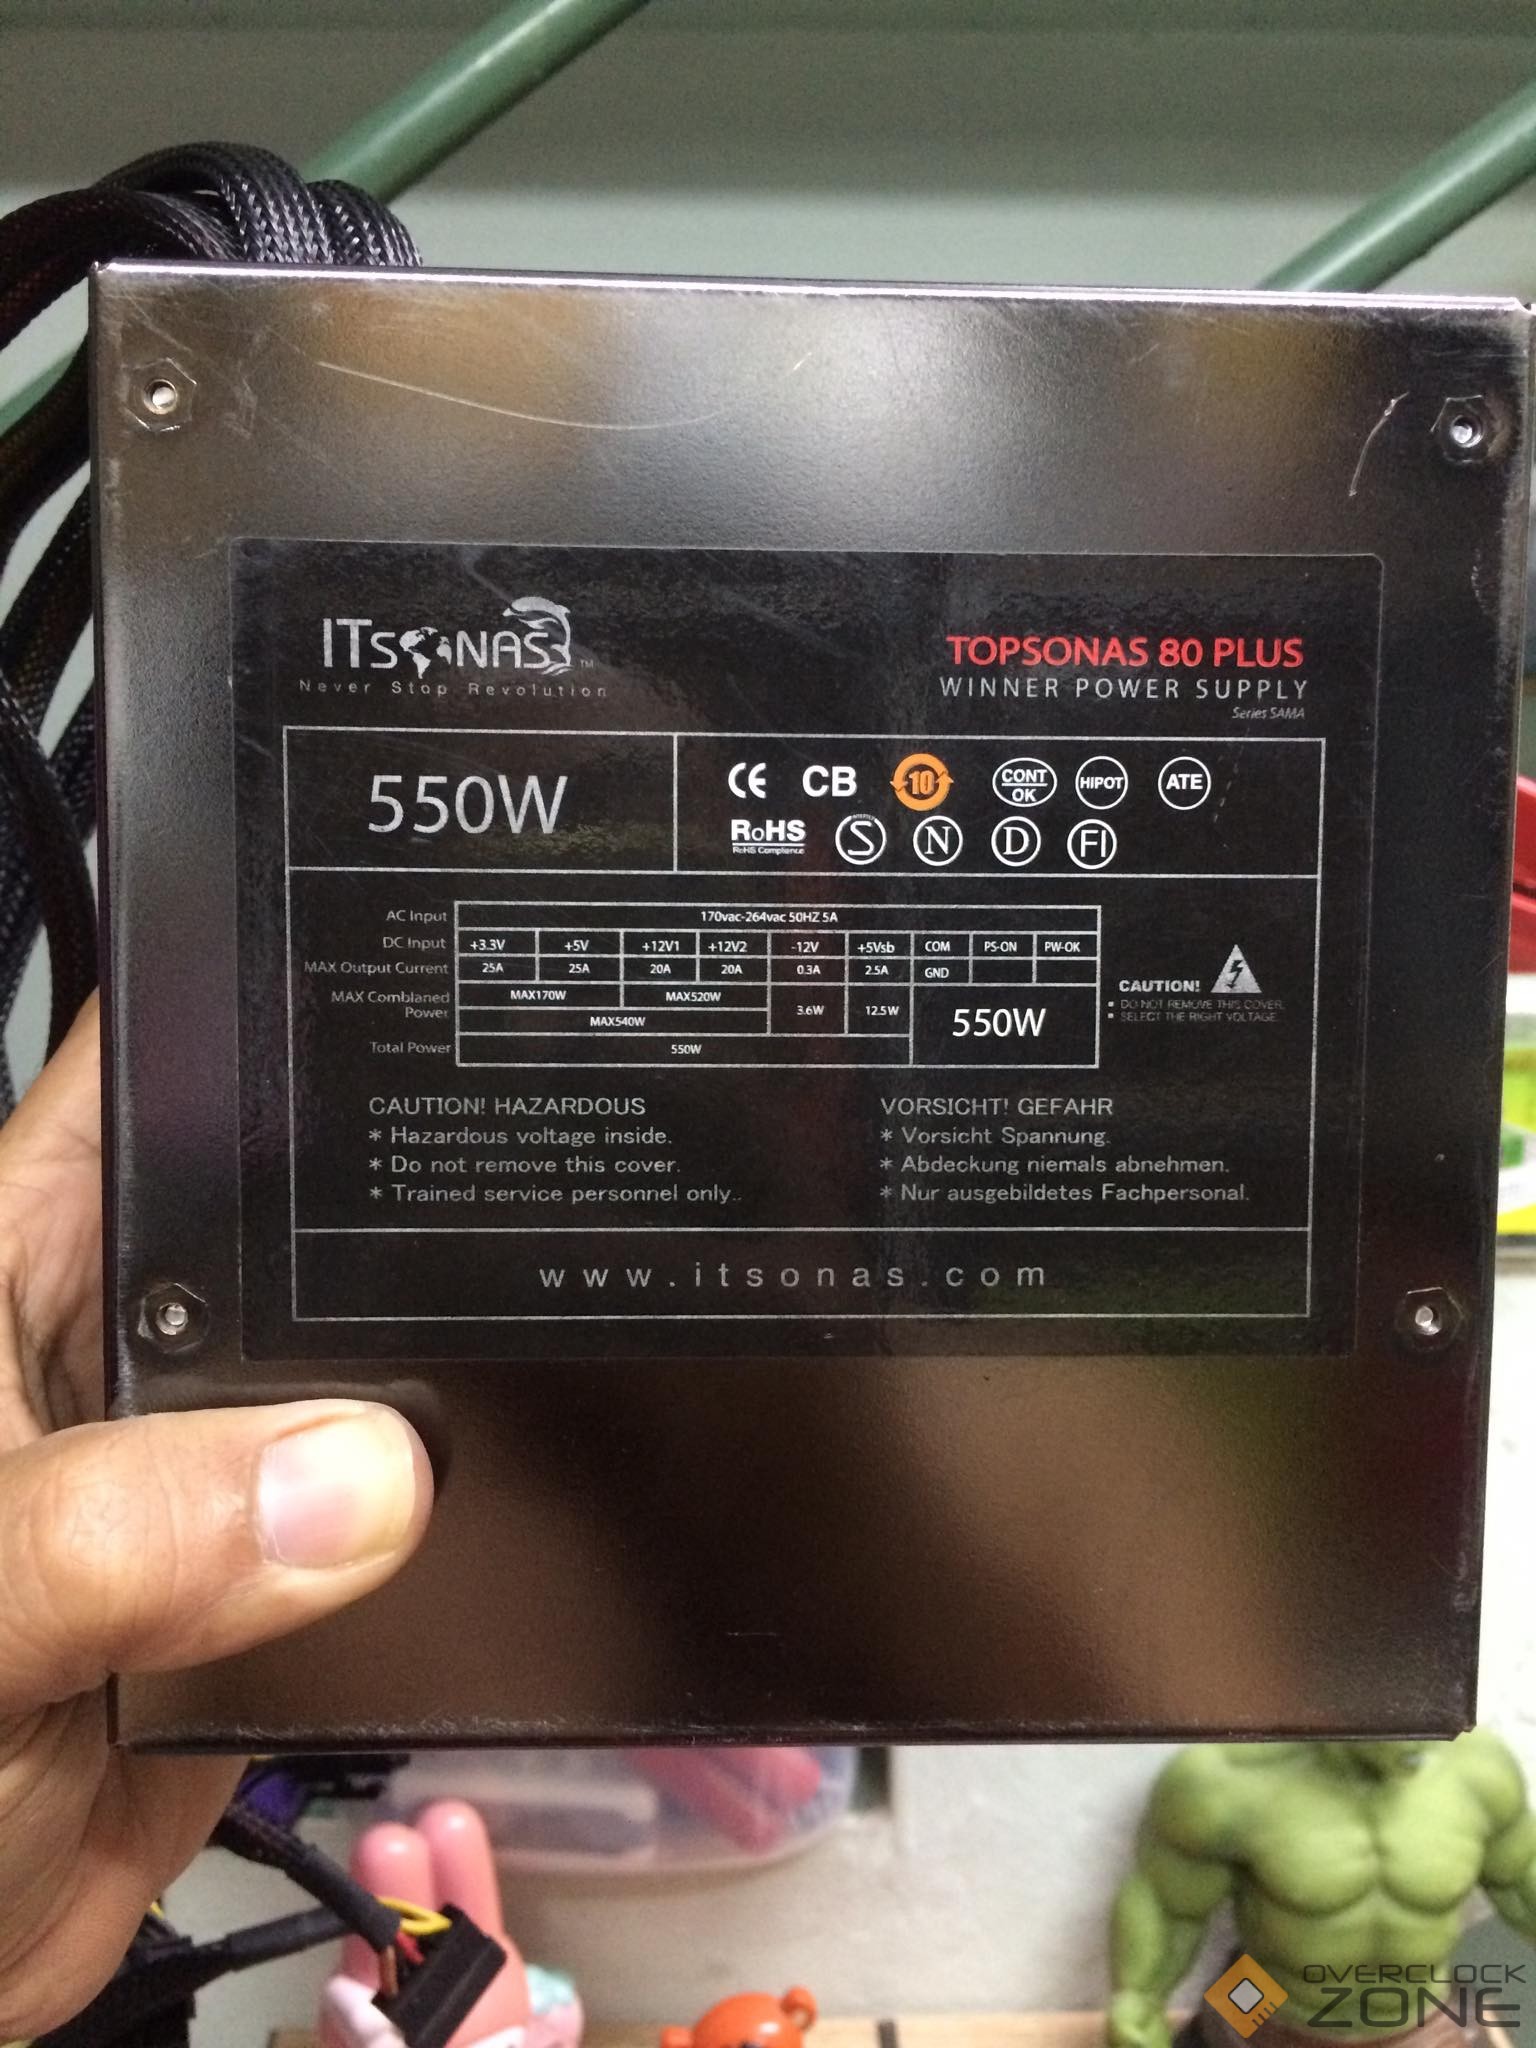 ITSONAS™
Never Stop Revolution
TOPSONAS 80 PLUS
WINNER POWER SUPPLY
Series SAMA
550W
CE CB 10 CONT OK HIPOT ATE
RoHS S N D FI
RoHS Compliance
INTERTEK
AC Input 170vac-264vac 50HZ 5A
DC Input +3.3V +5V +12V1 +12V2 -12V +5Vsb COM PS-ON PW-OK
MAX Output Current 25A 25A 20A 20A 0.3A 2.5A GND
MAX Comblaned Power MAX170W MAX520W 3.6W 12.5W 550W
MAX540W
Total Power 550W
CAUTION!
▪ DO NOT REMOVE THIS COVER.
▪ SELECT THE RIGHT VOLTAGE.
CAUTION! HAZARDOUS
* Hazardous voltage inside.
* Do not remove this cover.
* Trained service personnel only..
VORSICHT! GEFAHR
* Vorsicht Spannung.
* Abdeckung niemals abnehmen.
* Nur ausgebildetes Fachpersonal.
www.itsonas.com
OVERCLOCK
ZONE